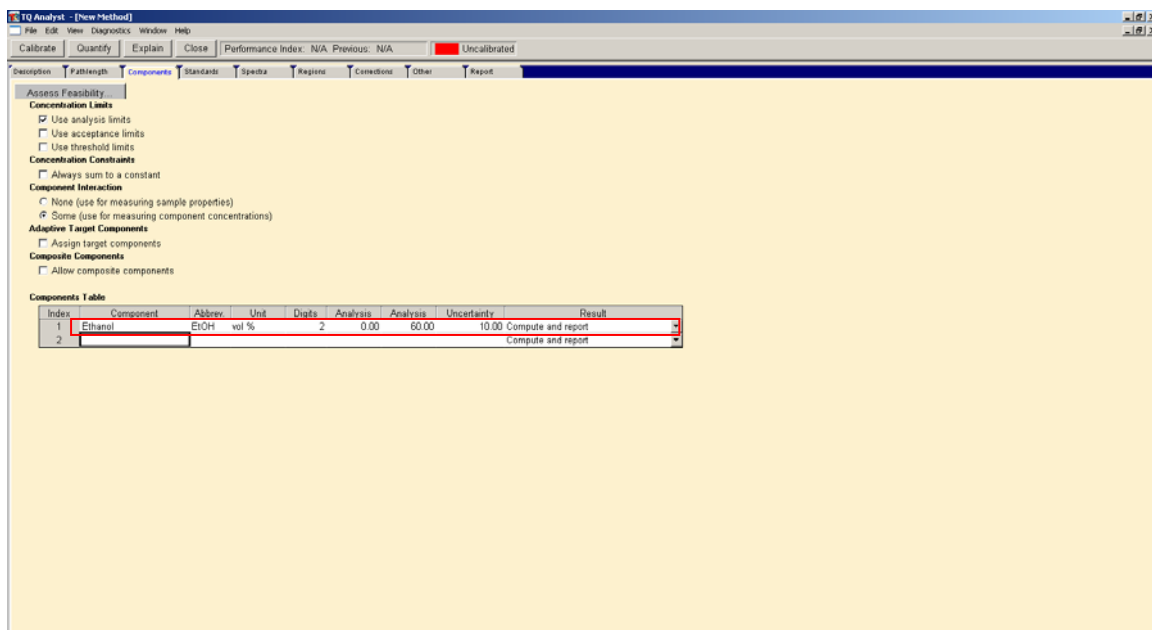 TQ Analyst - [New Method]
File Edit View Diagnostics Window Help
Calibrate Quantify Explain Close Performance Index: N/A Previous: N/A Uncalibrated
Description Pathlength Components Standards Spectra Regions Corrections Other Report
Assess Feasibility...
Concentration Limits
Use analysis limits
Use acceptance limits
Use threshold limits
Concentration Constraints
Always sum to a constant
Component Interaction
None (use for measuring sample properties)
Some (use for measuring component concentrations)
Adaptive Target Components
Assign target components
Composite Components
Allow composite components
Components Table
Index Component Abbrev. Unit Digits Analysis Analysis Uncertainty Result
1 Ethanol EtOH vol % 2 0.00 60.00 10.00 Compute and report
2 Compute and report